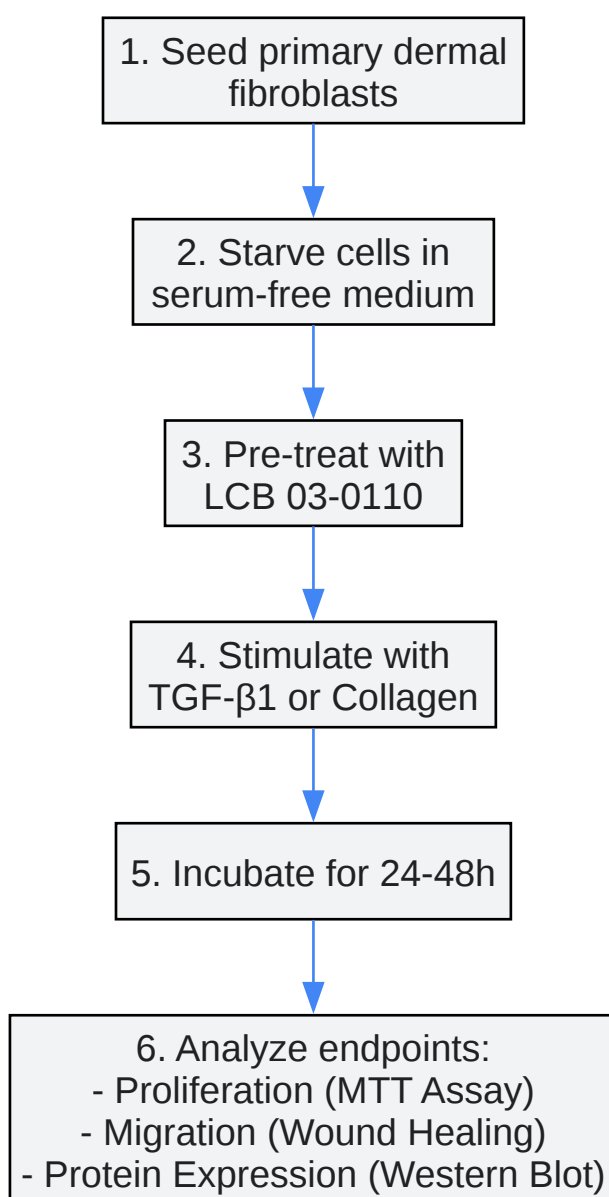 1. Seed primary dermal
fibroblasts
2. Starve cells in
serum-free medium
3. Pre-treat with
LCB 03-0110
4. Stimulate with
TGF-β1 or Collagen
5. Incubate for 24-48h
6. Analyze endpoints:
- Proliferation (MTT Assay)
- Migration (Wound Healing)
- Protein Expression (Western Blot)